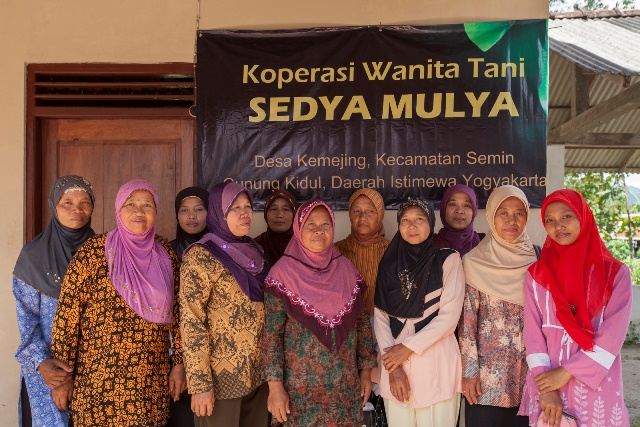 Koperasi Wanita Tani
SEDYA MULYA
Desa Kemejing, Kecamatan Semin
Gunung Kidul, Daerah Istimewa Yogyakarta